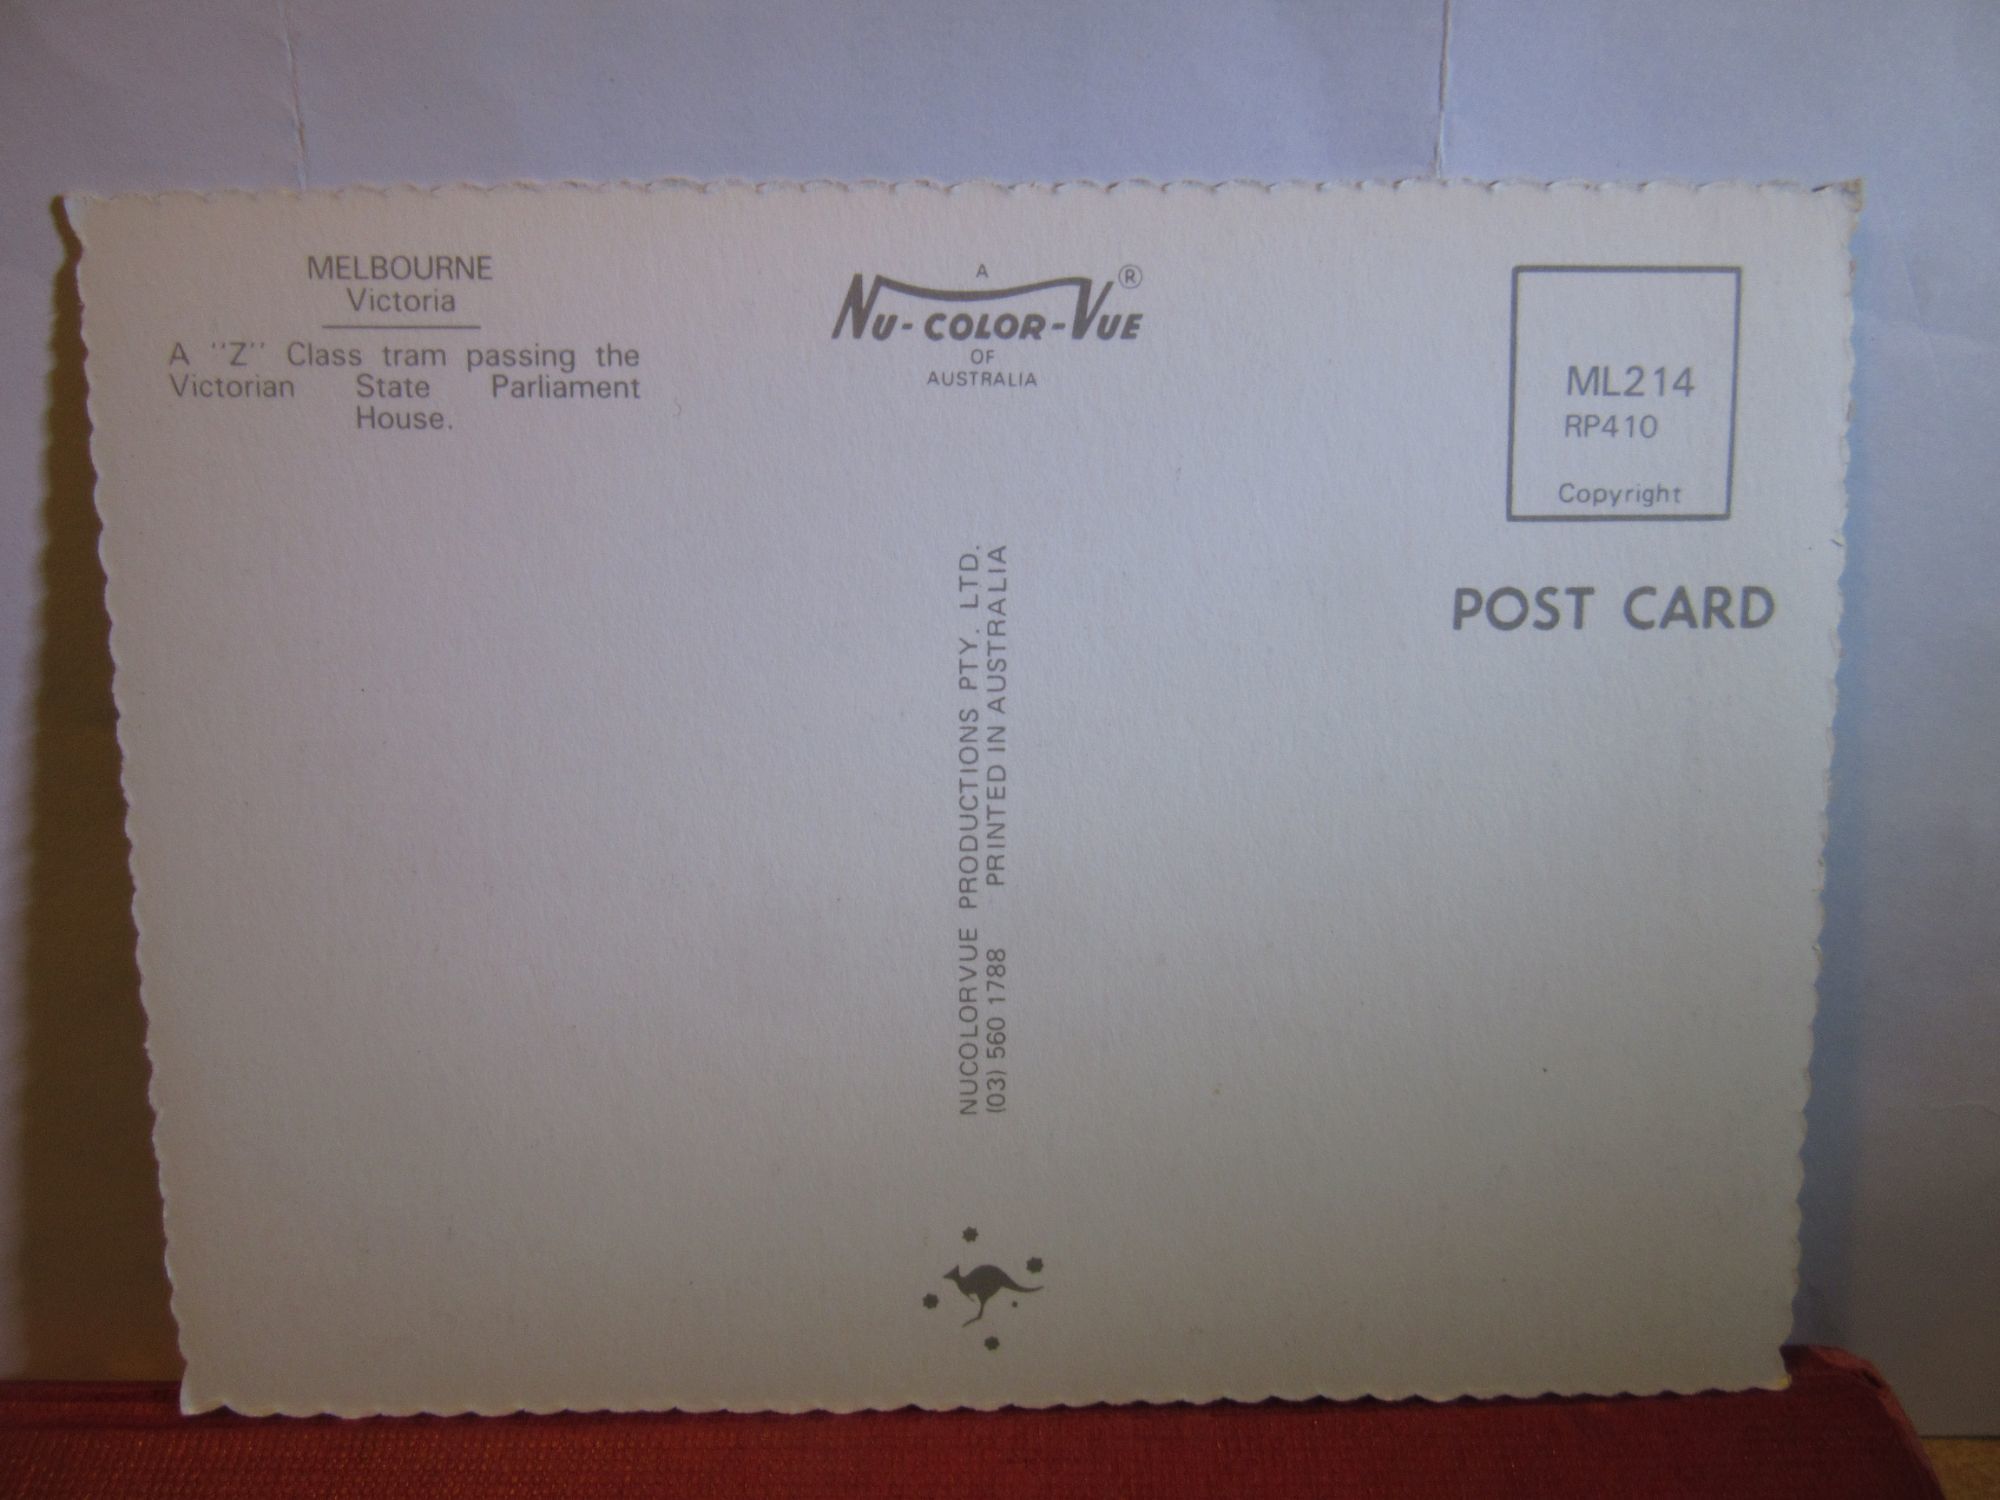 MELBOURNE
Victoria
A "Z" Class tram passing the
Victorian State Parliament
House.
A
NU-COLOR-VUE ®
OF
AUSTRALIA
ML214
RP410
Copyright
POST CARD
NUCOLORVUE PRODUCTIONS PTY. LTD.
(03) 560 1788 PRINTED IN AUSTRALIA